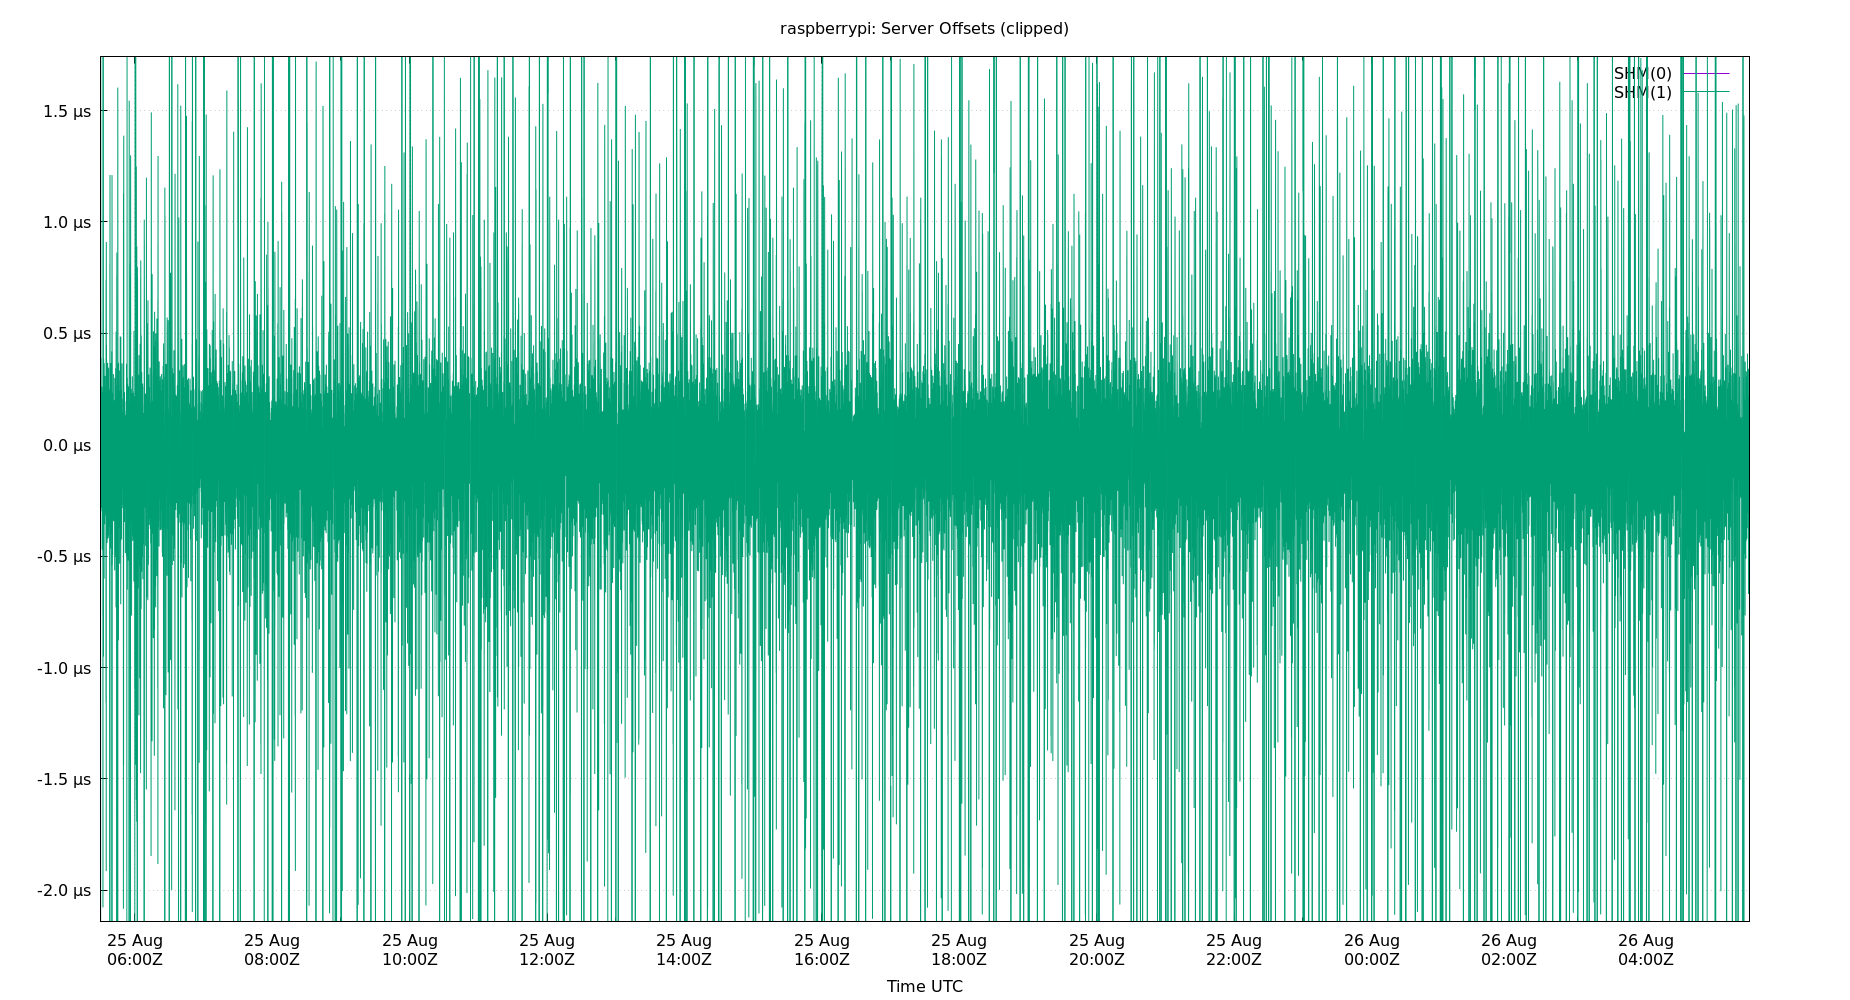 raspberrypi: Server Offsets (clipped)
SHM(0)
SHM(1)
1.5 µs
1.0 µs
0.5 µs
0.0 µs
-0.5 µs
-1.0 µs
-1.5 µs
-2.0 µs
25 Aug 25 Aug 25 Aug 25 Aug 25 Aug 25 Aug 25 Aug 25 Aug 25 Aug 26 Aug 26 Aug 26 Aug
06:00Z 08:00Z 10:00Z 12:00Z 14:00Z 16:00Z 18:00Z 20:00Z 22:00Z 00:00Z 02:00Z 04:00Z
Time UTC